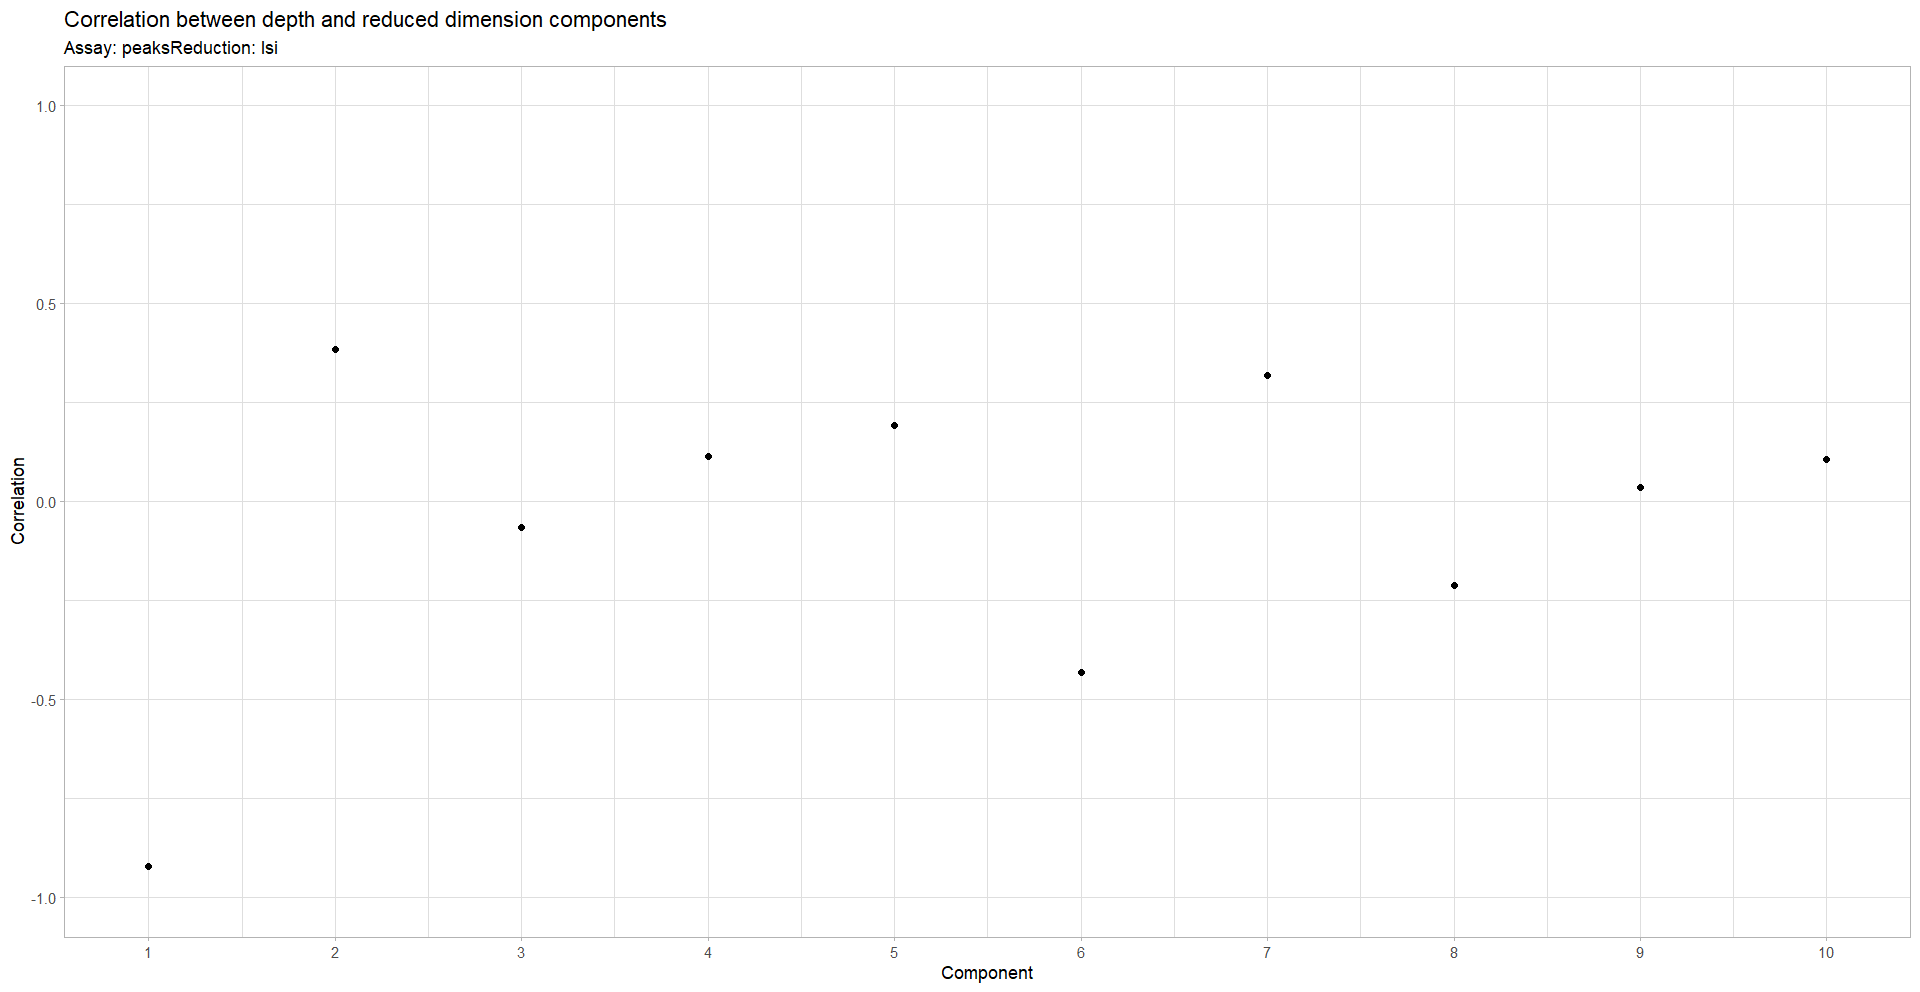 Correlation between depth and reduced dimension components
Assay: peaksReduction: lsi
1.0
0.5
0.0
-0.5
-1.0
Correlation
1 2 3 4 5 6 7 8 9 10
Component